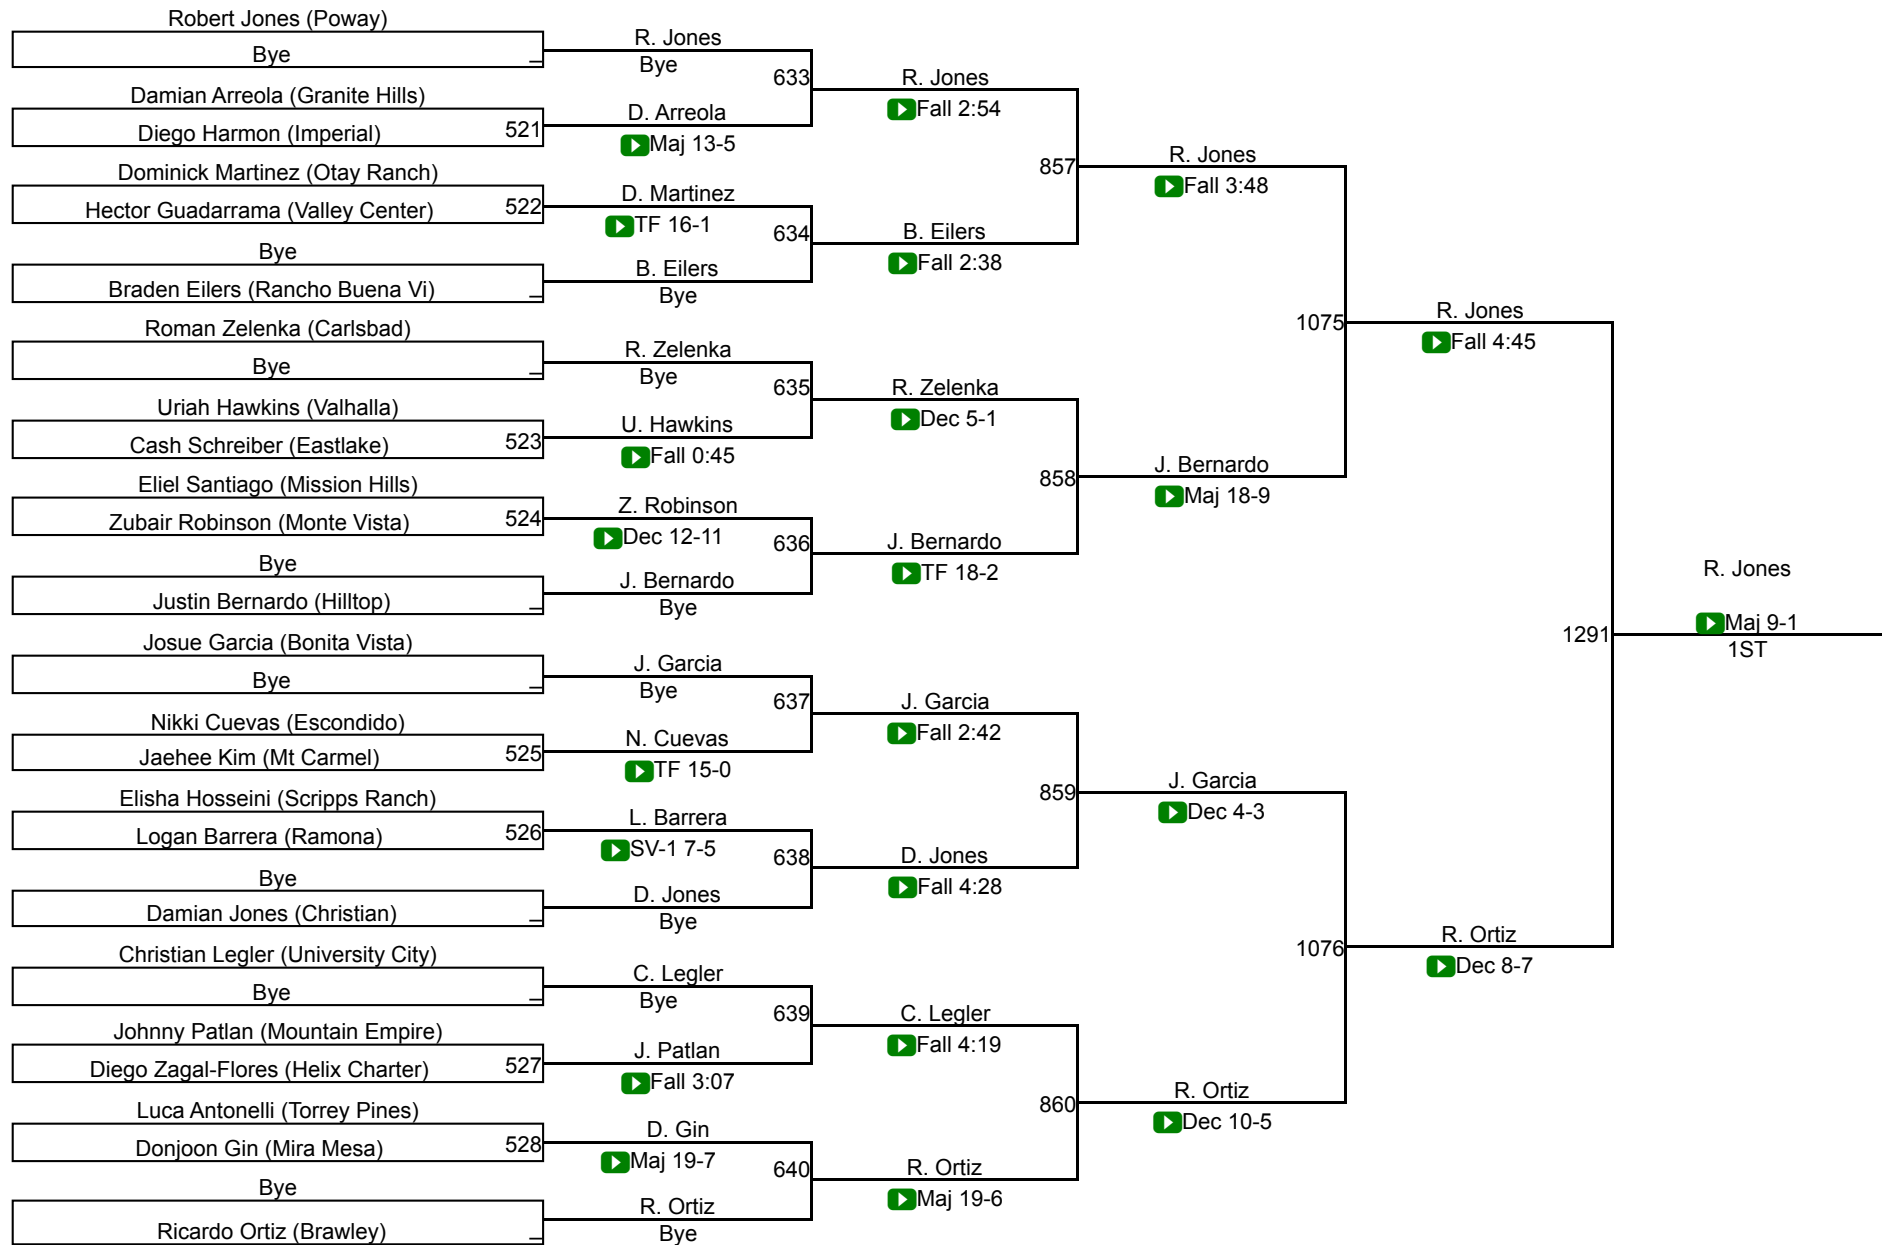 Robert Jones (Poway)
Bye
R. Jones
Bye
633
Damian Arreola (Granite Hills)
Diego Harmon (Imperial)
521
D. Arreola
Maj 13-5
R. Jones
Fall 2:54
857
Dominick Martinez (Otay Ranch)
Hector Guadarrama (Valley Center)
522
D. Martinez
TF 16-1
634
Bye
Braden Eilers (Rancho Buena Vi)
B. Eilers
Bye
B. Eilers
Fall 2:38
R. Jones
Fall 3:48
1075
Roman Zelenka (Carlsbad)
Bye
R. Zelenka
Bye
635
Uriah Hawkins (Valhalla)
Cash Schreiber (Eastlake)
523
U. Hawkins
Fall 0:45
R. Zelenka
Dec 5-1
858
Eliel Santiago (Mission Hills)
Zubair Robinson (Monte Vista)
524
Z. Robinson
Dec 12-11
636
Bye
Justin Bernardo (Hilltop)
J. Bernardo
Bye
J. Bernardo
TF 18-2
J. Bernardo
Maj 18-9
R. Jones
Fall 4:45
1291
Josue Garcia (Bonita Vista)
Bye
J. Garcia
Bye
637
Nikki Cuevas (Escondido)
Jaehee Kim (Mt Carmel)
525
N. Cuevas
TF 15-0
J. Garcia
Fall 2:42
859
Elisha Hosseini (Scripps Ranch)
Logan Barrera (Ramona)
526
L. Barrera
SV-1 7-5
638
Bye
Damian Jones (Christian)
D. Jones
Bye
D. Jones
Fall 4:28
J. Garcia
Dec 4-3
1076
Christian Legler (University City)
Bye
C. Legler
Bye
639
Johnny Patlan (Mountain Empire)
Diego Zagal-Flores (Helix Charter)
527
J. Patlan
Fall 3:07
C. Legler
Fall 4:19
860
Luca Antonelli (Torrey Pines)
Donjoon Gin (Mira Mesa)
528
D. Gin
Maj 19-7
640
Bye
Ricardo Ortiz (Brawley)
R. Ortiz
Bye
R. Ortiz
Maj 19-6
R. Ortiz
Dec 10-5
R. Ortiz
Dec 8-7
R. Jones
Maj 9-1
1ST